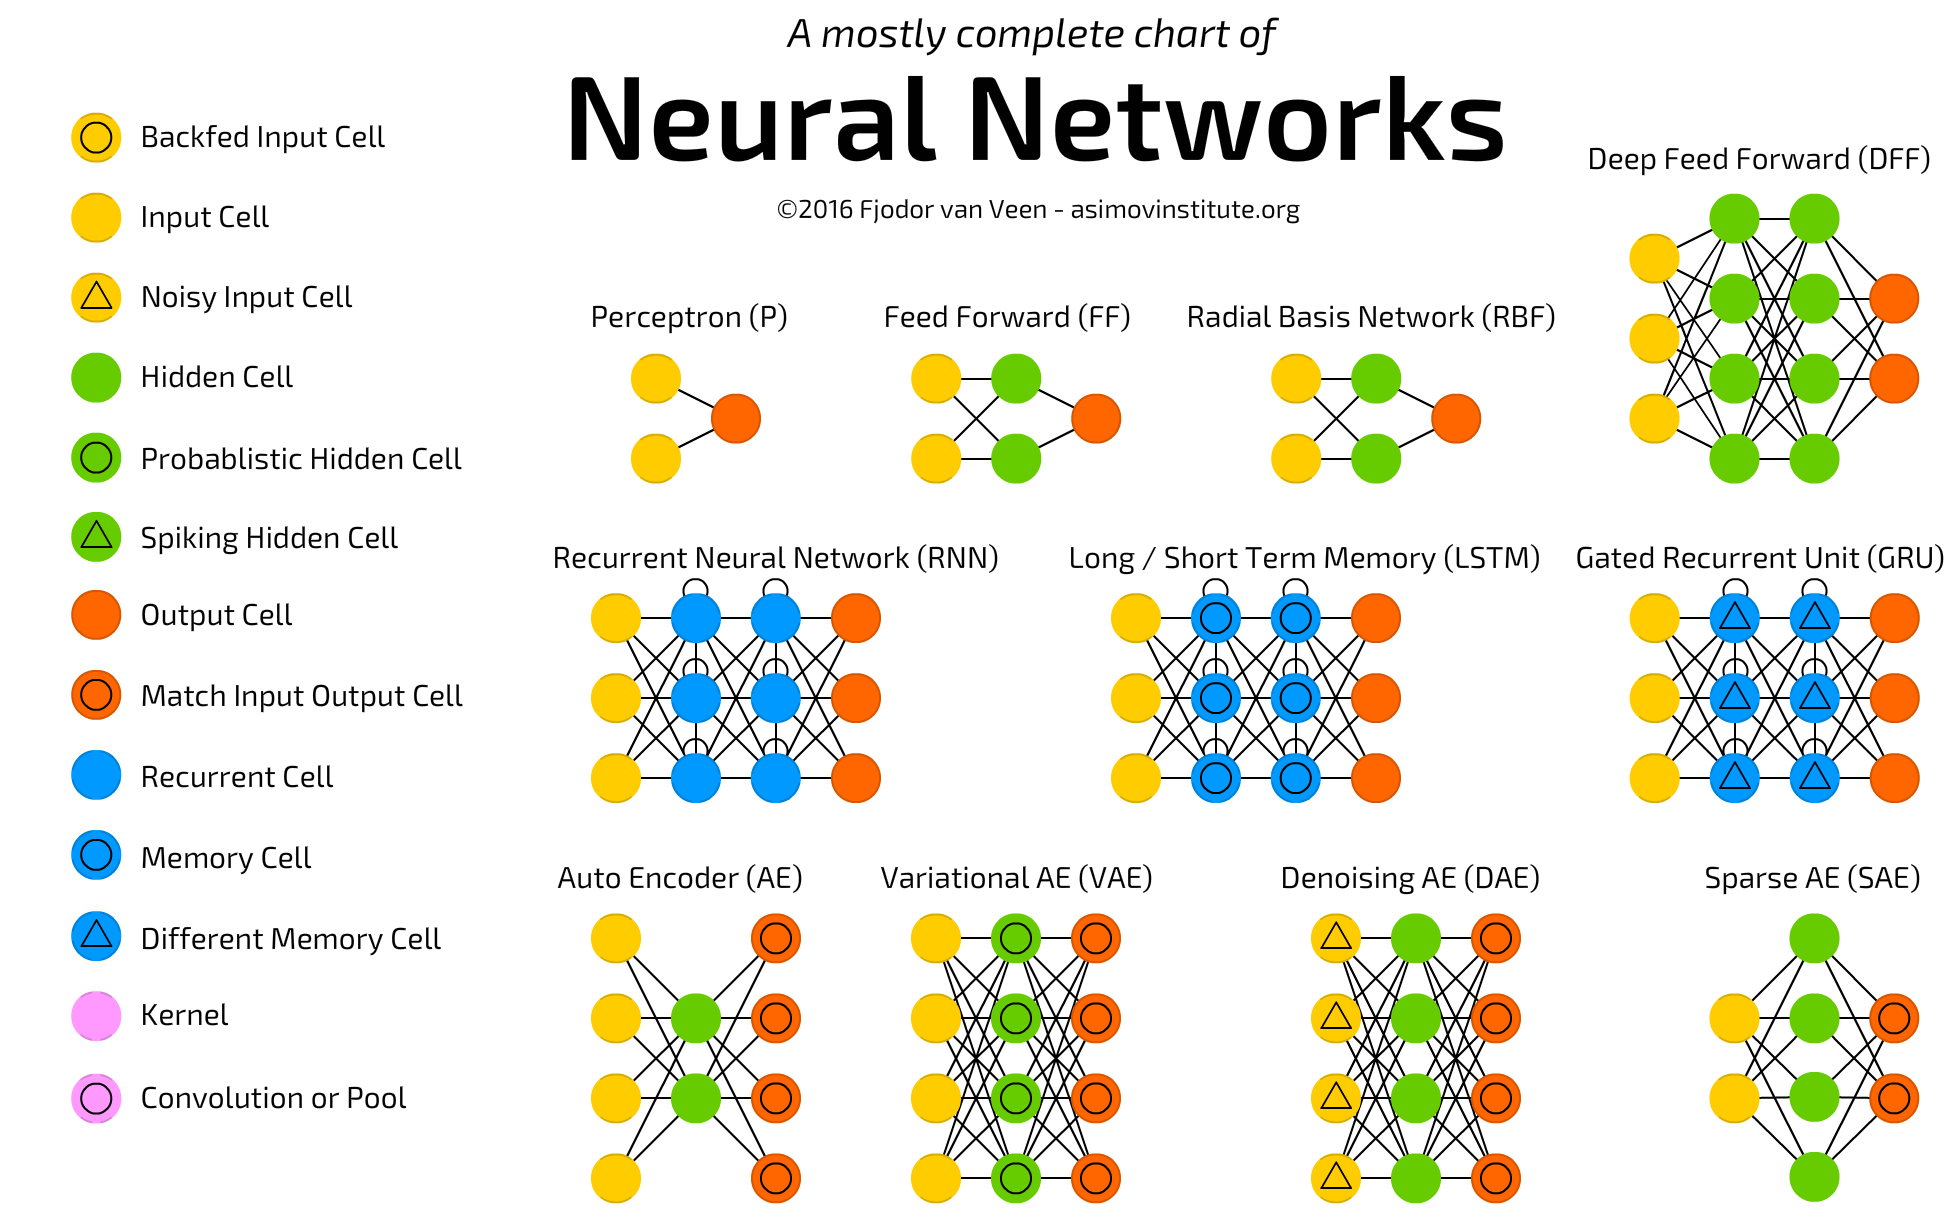 A mostly complete chart of
Neural Networks
©2016 Fjodor van Veen - asimovinstitute.org
Backfed Input Cell
Input Cell
Noisy Input Cell
Hidden Cell
Probablistic Hidden Cell
Spiking Hidden Cell
Output Cell
Match Input Output Cell
Recurrent Cell
Memory Cell
Different Memory Cell
Kernel
Convolution or Pool
Perceptron (P)
Feed Forward (FF)
Radial Basis Network (RBF)
Deep Feed Forward (DFF)
Recurrent Neural Network (RNN)
Long / Short Term Memory (LSTM)
Gated Recurrent Unit (GRU)
Auto Encoder (AE)
Variational AE (VAE)
Denoising AE (DAE)
Sparse AE (SAE)